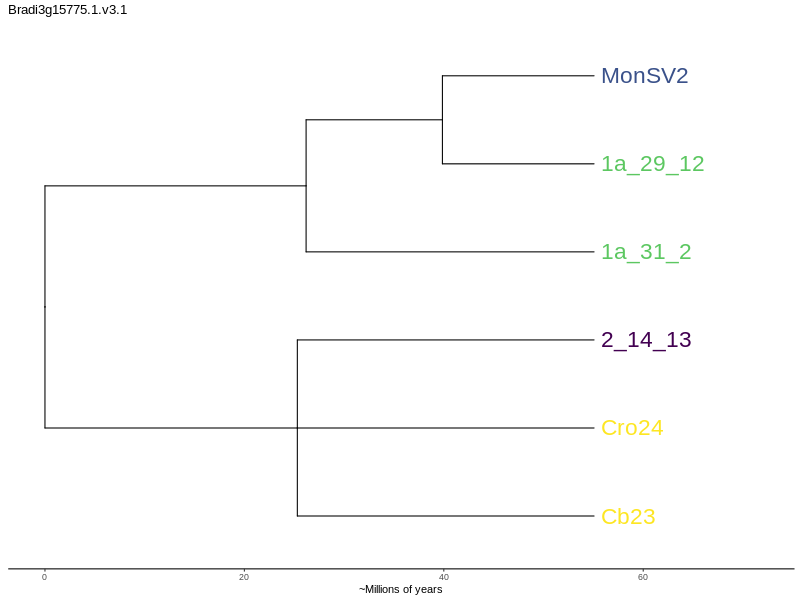 Bradi3g15775.1.v3.1
MonSV2
1a_29_12
1a_31_2
2_14_13
Cro24
Cb23
0 20 40 60
~Millions of years